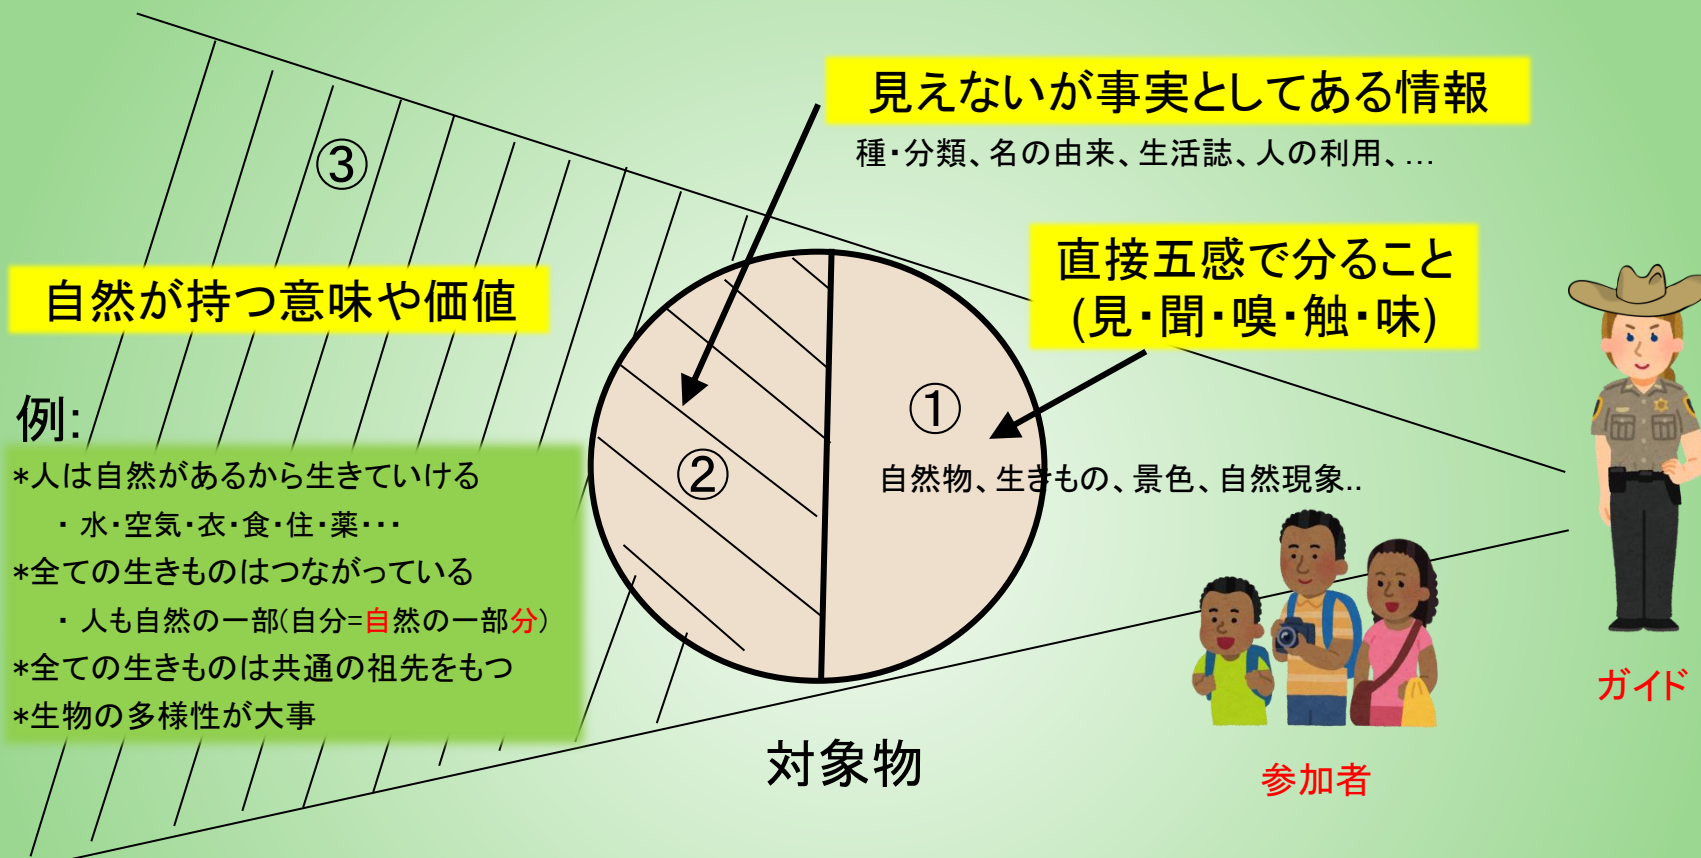 見えないが事実としてある情報
種・分類、名の由来、生活誌、人の利用、…
③
直接五感で分ること
(見・聞・嗅・触・味)
自然が持つ意味や価値
①
例:
②
自然物、生きもの、景色、自然現象..
*人は自然があるから生きていける
・ 水・空気・衣・食・住・薬・・・
*全ての生きものはつながっている
・ 人も自然の一部(自分=自然の一部分)
*全ての生きものは共通の祖先をもつ
*生物の多様性が大事
対象物
参加者
ガイド